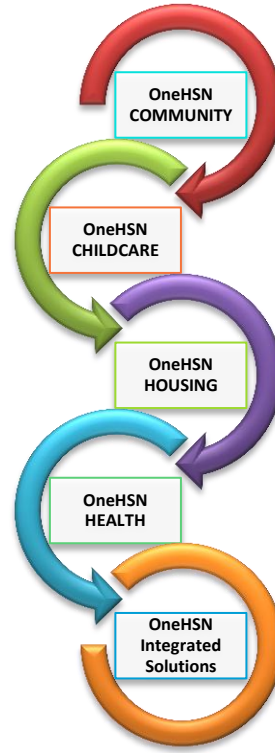 OneHSN
COMMUNITY
OneHSN
CHILDCARE
OneHSN
HOUSING
OneHSN
HEALTH
OneHSN
Integrated
Solutions